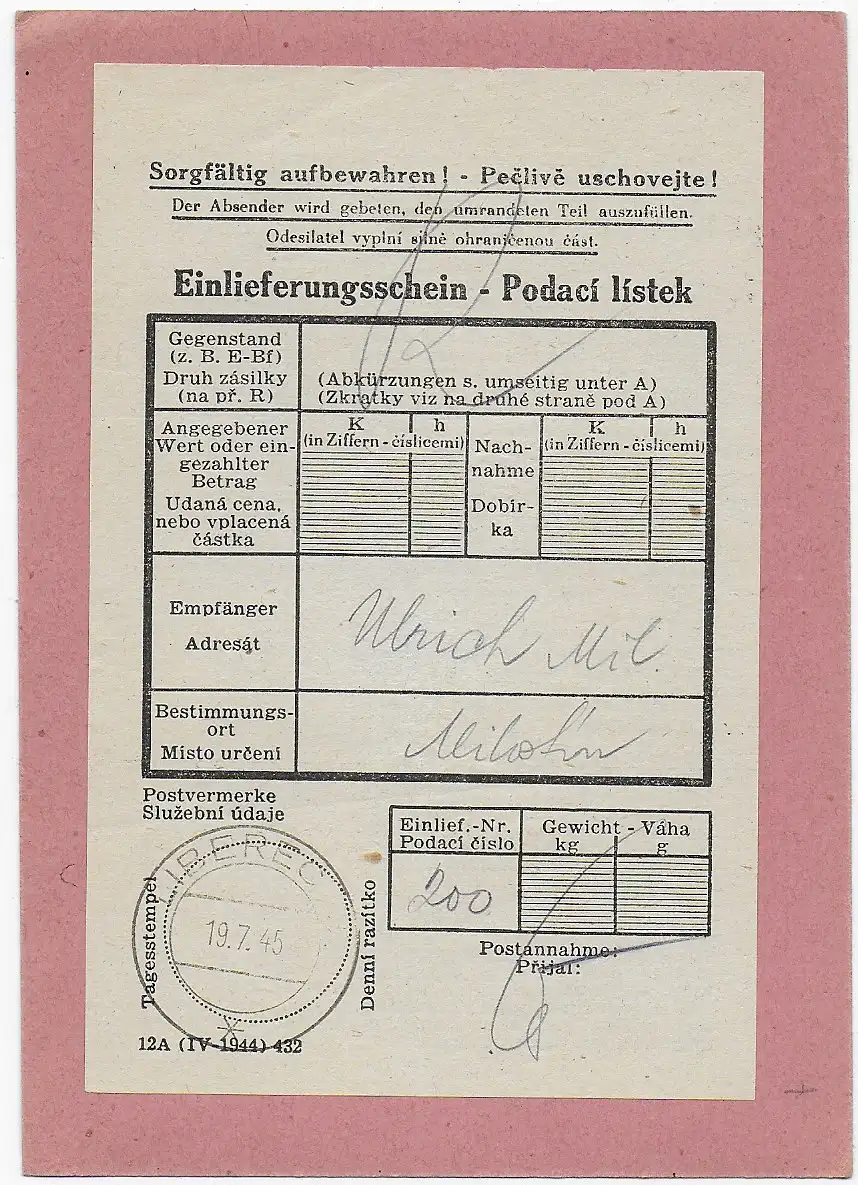 Sorgfältig aufbewahren! - Pečlivě uschovejte!
Der Absender wird gebeten, den umrandeten Teil auszufüllen.
Odesilatel vyplní silně ohraničenou část.
Einlieferungsschein - Podací lístek
Gegenstand
(z. B. E-Bf)
Druh zásilky
(na př. R)
R
(Abkürzungen s. umseitig unter A)
(Zkratky viz na druhé straně pod A)
Angegebener
Wert oder ein-
gezahlter
Betrag
Udaná cena,
nebo vplacená
částka
K h
(in Ziffern - číslicemi)
Nach-
nahme
Dobír-
ka
K h
(in Ziffern - číslicemi)
Empfänger
Adresát
Ulrich Mil.
Bestimmungs-
ort
Místo určení
Postvermerke
Služební údaje
Tagesstempel
LIBEREC
19.7.45
Denní razítko
Einlief.-Nr.
Podací číslo
200
Gewicht - Váha
kg g
Postannahme:
Přijal:
12A (IV-1944) 432